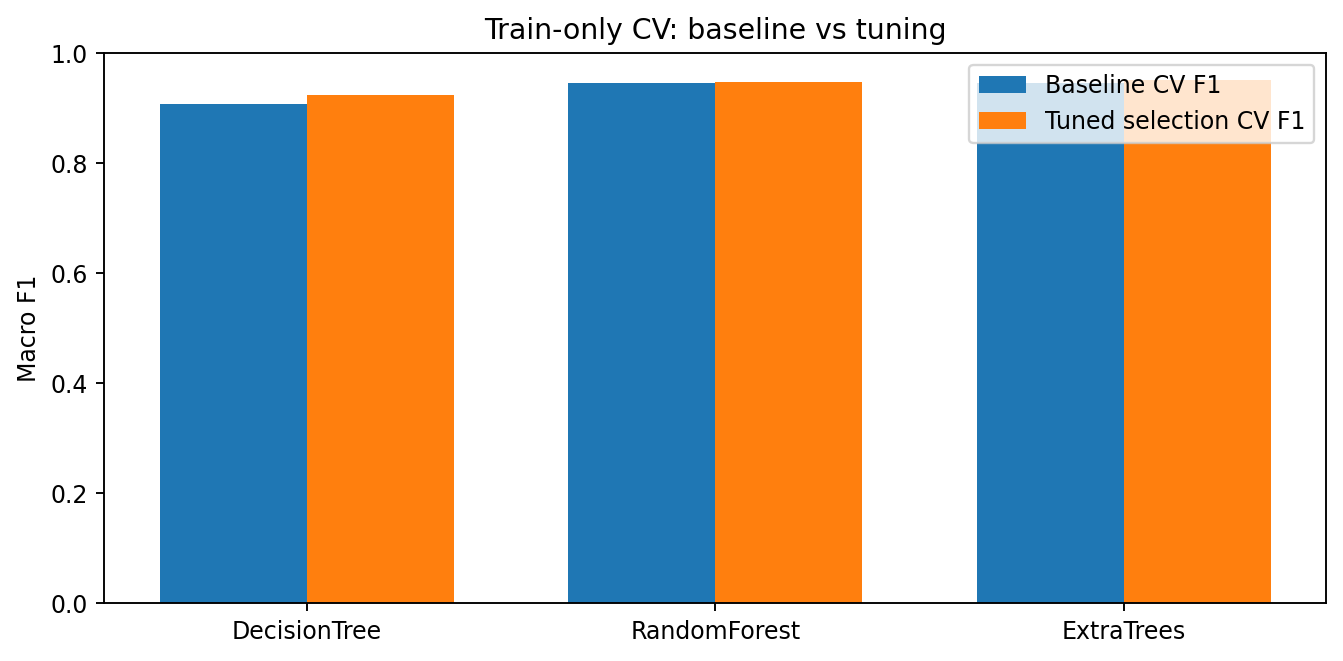 Train-only CV: baseline vs tuning
Baseline CV F1
Tuned selection CV F1
Macro F1
1.0
0.8
0.6
0.4
0.2
0.0
DecisionTree
RandomForest
ExtraTrees